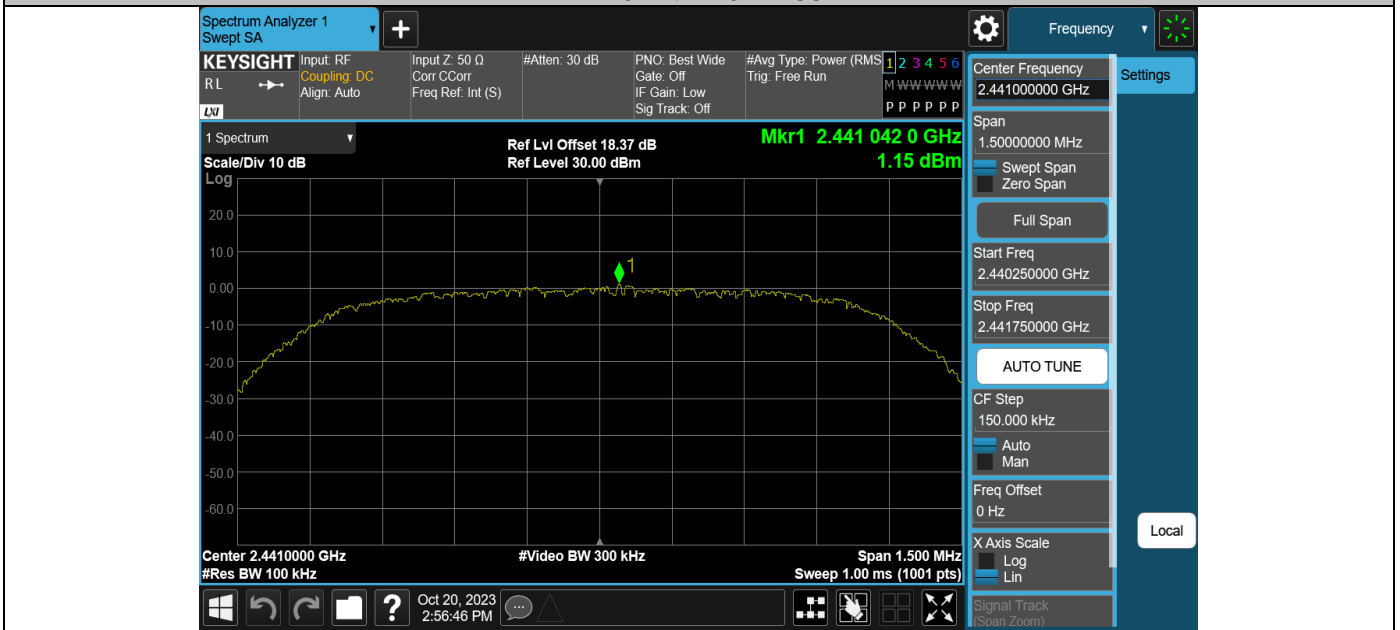 Spectrum Analyzer 1
Swept SA
+
Frequency
KEYSIGHT
RL
LXI
Input: RF
Coupling: DC
Align: Auto
Input Z: 50 Ω
Corr CCorr
Freq Ref: Int (S)
#Atten: 30 dB
PNO: Best Wide
Gate: Off
IF Gain: Low
Sig Track: Off
#Avg Type: Power (RMS
Trig: Free Run
1 2 3 4 5 6
M W W W W W
P P P P P P
1 Spectrum
Scale/Div 10 dB
Log
Ref Lvl Offset 18.37 dB
Ref Level 30.00 dBm
Mkr1 2.441 042 0 GHz
1.15 dBm
20.0
10.0
0.00
-10.0
-20.0
-30.0
-40.0
-50.0
-60.0
1
Center 2.4410000 GHz
#Res BW 100 kHz
#Video BW 300 kHz
Span 1.500 MHz
Sweep 1.00 ms (1001 pts)
Center Frequency
2.441000000 GHz
Settings
Span
1.50000000 MHz
Swept Span
Zero Span
Full Span
Start Freq
2.440250000 GHz
Stop Freq
2.441750000 GHz
AUTO TUNE
CF Step
150.000 kHz
Auto
Man
Freq Offset
0 Hz
X Axis Scale
Log
Lin
Signal Track
(Span Zoom)
Local
?
Oct 20, 2023
2:56:46 PM